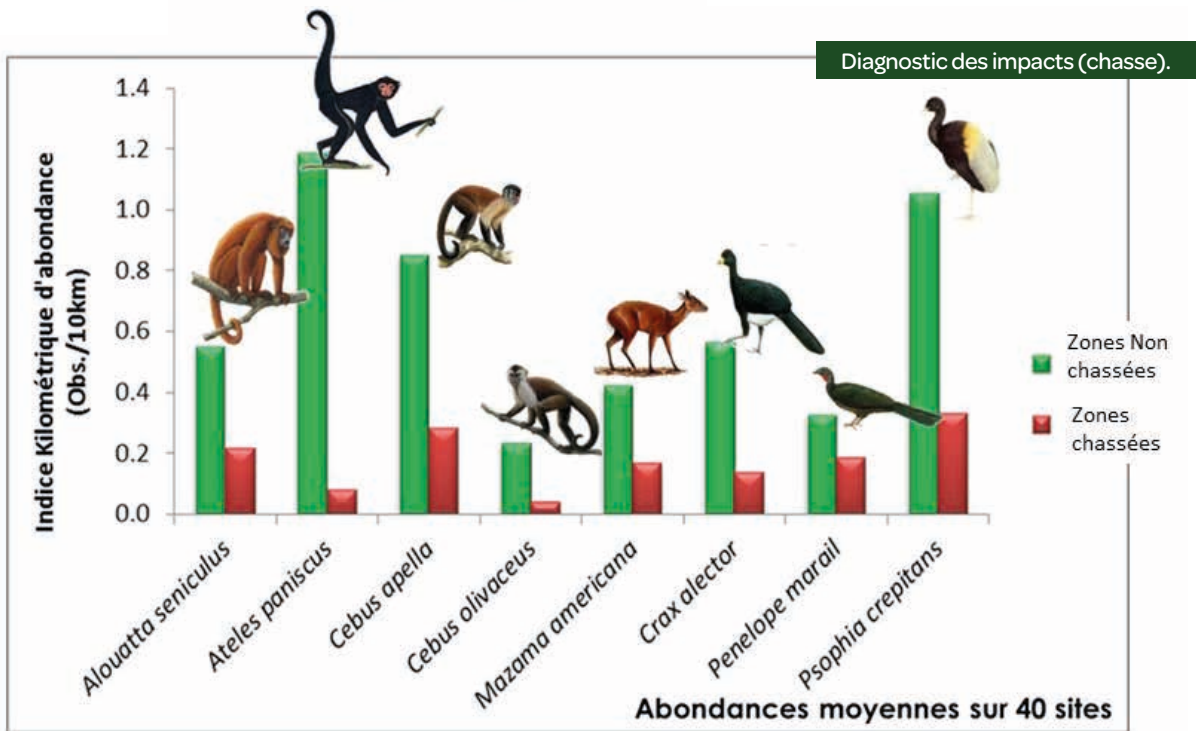 Diagnostic des impacts (chasse).
Indice Kilométrique d'abondance
(Obs./10km)
1.4
1.2
1.0
0.8
0.6
0.4
0.2
0.0
Alouatta seniculus
Ateles paniscus
Cebus apella
Cebus olivaceus
Mazama americana
Crax alector
Penelope marail
Psophia crepitans
Zones Non
chassées
Zones
chassées
Abondances moyennes sur 40 sites